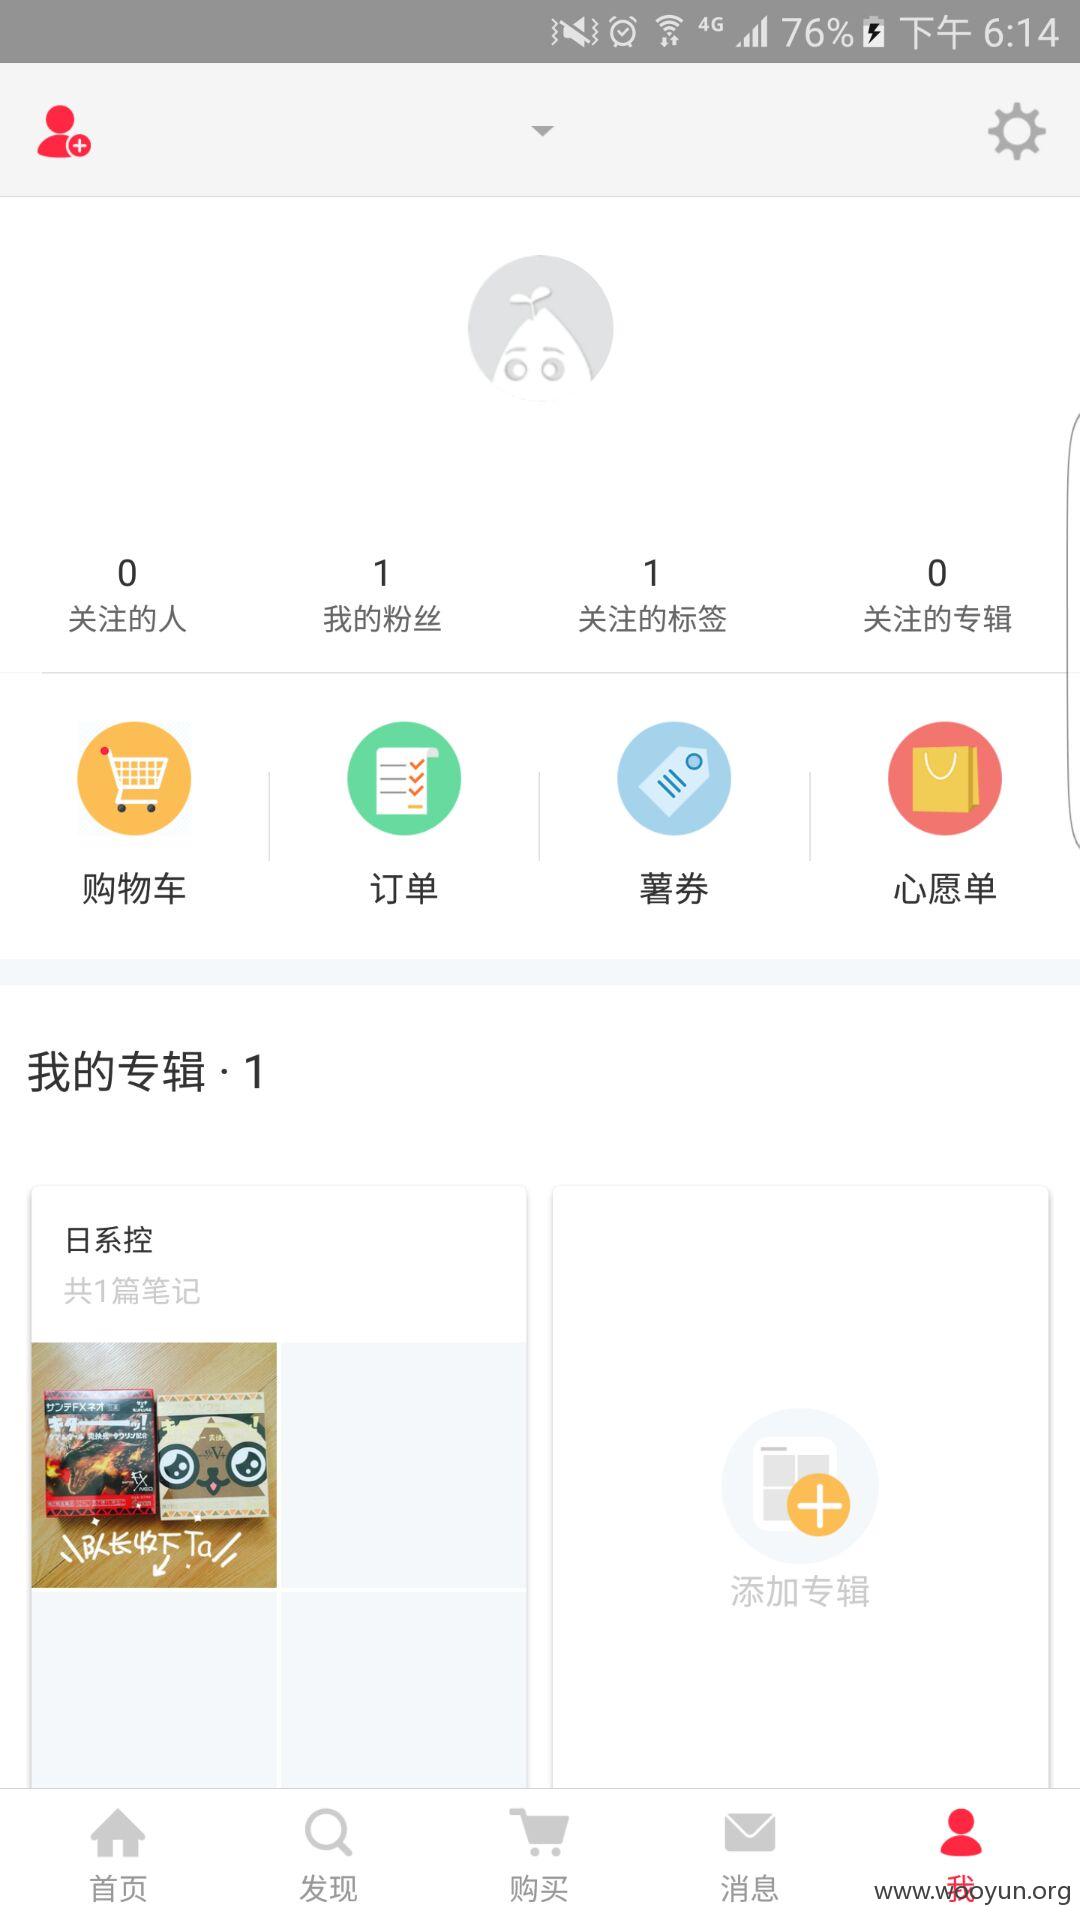 4G 76% 下午 6:14
0 1 1 0
关注的人 我的粉丝 关注的标签 关注的专辑
购物车 订单 薯券 心愿单
我的专辑 · 1
日系控
共1篇笔记
サンテFXネオ
队长收下Ta
添加专辑
首页 发现 购买 消息 我
www.wooyun.org